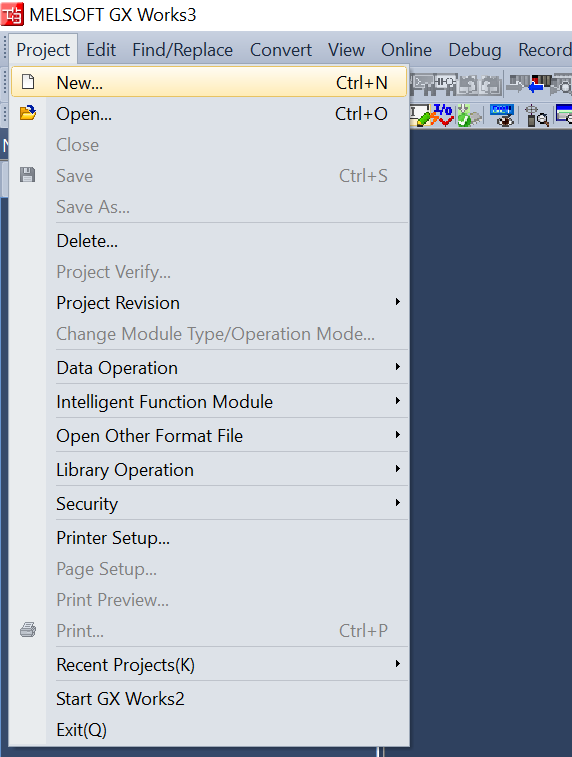 MELSOFT GX Works3
Project Edit Find/Replace Convert View Online Debug Record
New... Ctrl+N
Open... Ctrl+O
Close
Save Ctrl+S
Save As...
Delete...
Project Verify...
Project Revision
Change Module Type/Operation Mode...
Data Operation
Intelligent Function Module
Open Other Format File
Library Operation
Security
Printer Setup...
Page Setup...
Print Preview...
Print... Ctrl+P
Recent Projects(K)
Start GX Works2
Exit(Q)